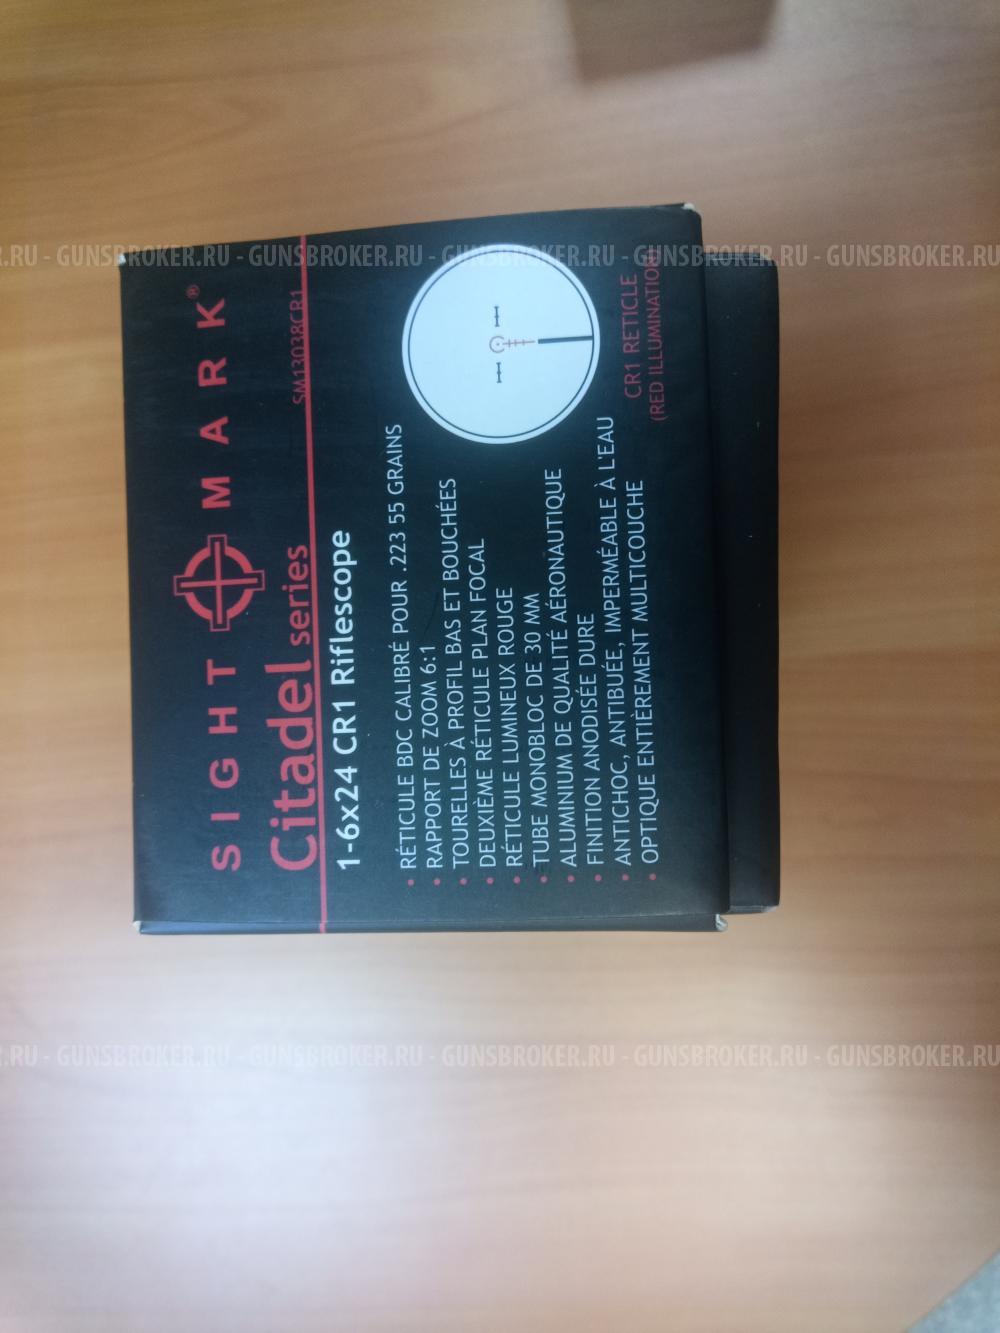 SIGHT MARK®
Citadel series
SM13038CR1
1-6x24 CR1 Riflescope
• RÉTICULE BDC CALIBRÉ POUR .223 55 GRAINS
• RAPPORT DE ZOOM 6:1
• TOURELLES À PROFIL BAS ET BOUCHÉES
• DEUXIÈME RÉTICULE PLAN FOCAL
• RÉTICULE LUMINEUX ROUGE
• TUBE MONOBLOC DE 30 MM
• ALUMINIUM DE QUALITÉ AÉRONAUTIQUE
• FINITION ANODISÉE DURE
• ANTICHOC, ANTIBUÉE, IMPERMÉABLE À L'EAU
• OPTIQUE ENTIÈREMENT MULTICOUCHE
CR1 RETICLE
(RED ILLUMINATION)
.RU - GUNSBROKER.RU - GUNSBROKER.RU - GUNSBROKER.RU - GUNSBROKER.RU - GUNSBROKER.RU
.RU - GUNSBROKER.RU - GUNSBROKER.RU - GUNSBROKER.RU - GUNSBROKER.RU - GUNSBROKER.RU